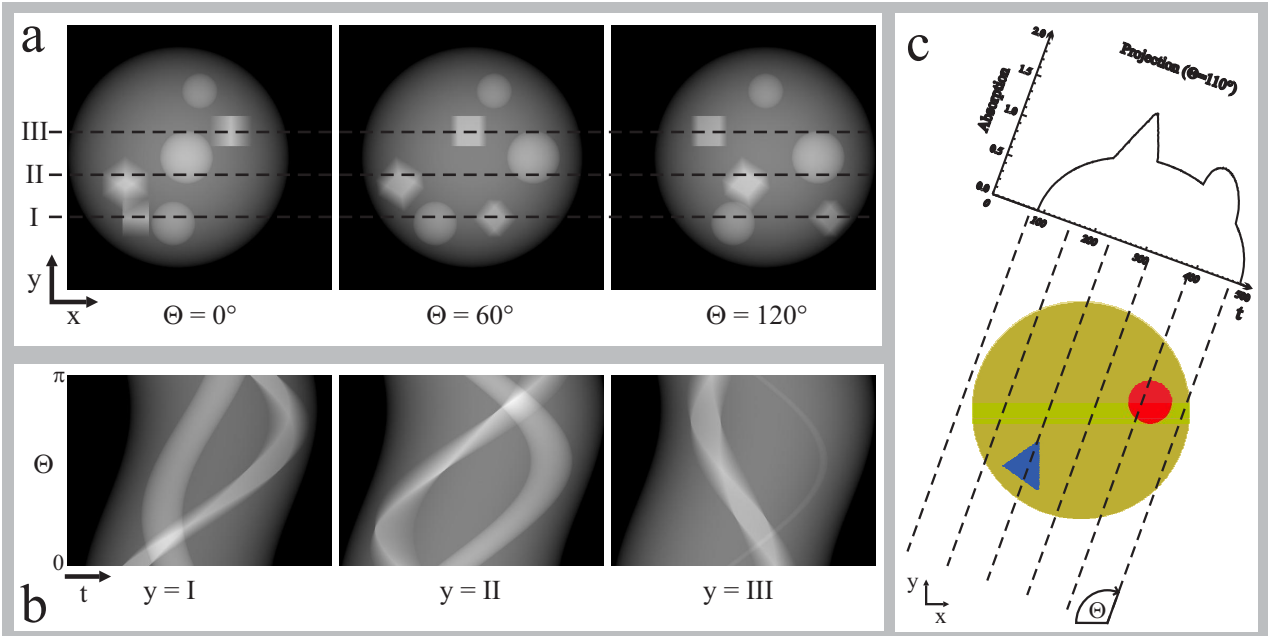 a
III
II
I
y
x
Θ = 0°
Θ = 60°
Θ = 120°
π
Θ
0
t
y = I
y = II
y = III
b
c
2.0
1.5
1.0
0.5
0.0
Absorption
Projection (Θ=110°)
0
100
200
300
400
500
t
y
x
Θ